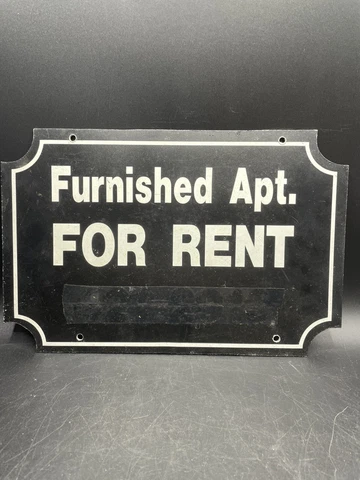 Furnished Apt.
FOR RENT